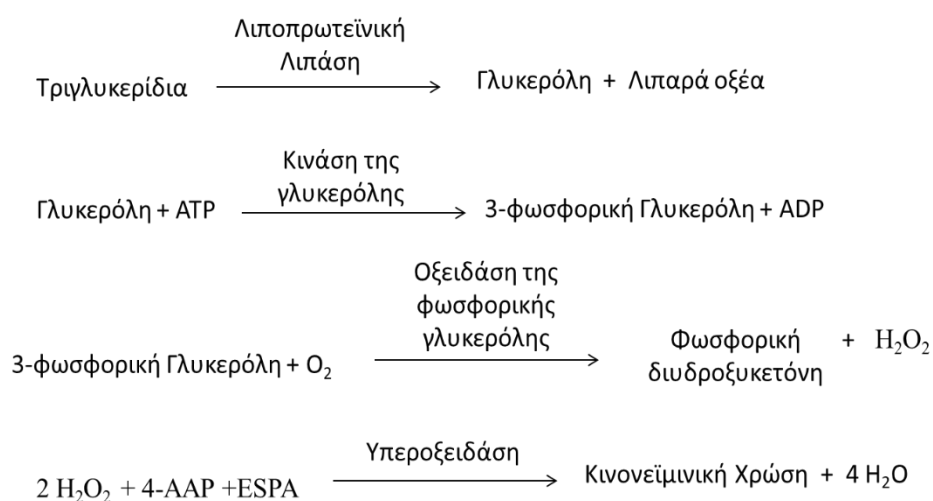 Λιποπρωτεϊνική
Λιπάση
Τριγλυκερίδια
Γλυκερόλη + Λιπαρά οξέα
Κινάση της
γλυκερόλης
Γλυκερόλη + ATP
3-φωσφορική Γλυκερόλη + ADP
Οξειδάση της
φωσφορικής
γλυκερόλης
3-φωσφορική Γλυκερόλη + O₂
Φωσφορική + H₂O₂
διυδροξυκετόνη
Υπεροξειδάση
2 H₂O₂ + 4-AAP +ESPA
Κινονεϊμινική Χρώση + 4 H₂O